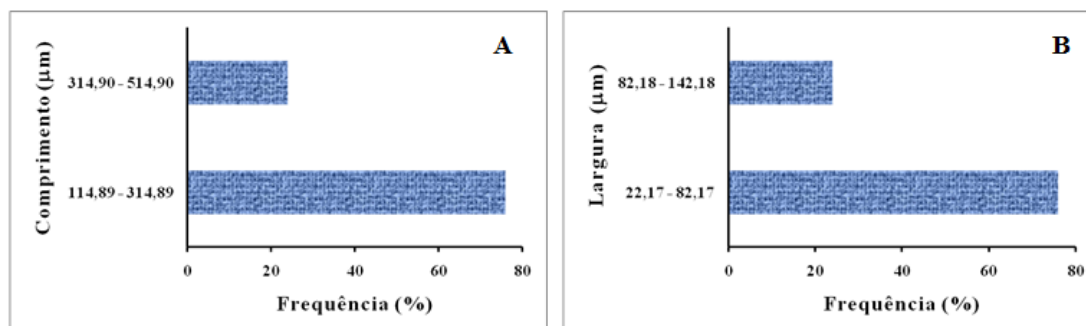 A
Comprimento (µm)
314,90 - 514,90
114,89 - 314,89
0 20 40 60 80
Frequência (%)
B
Largura (µm)
82,18 - 142,18
22,17 - 82,17
0 20 40 60 80
Frequência (%)